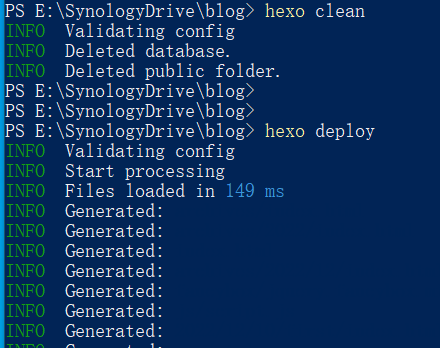 PS E:\SynologyDrive\blog> hexo clean
INFO  Validating config
INFO  Deleted database.
INFO  Deleted public folder.
PS E:\SynologyDrive\blog>
PS E:\SynologyDrive\blog>
PS E:\SynologyDrive\blog> hexo deploy
INFO  Validating config
INFO  Start processing
INFO  Files loaded in 149 ms
INFO  Generated:
INFO  Generated:
INFO  Generated:
INFO  Generated:
INFO  Generated:
INFO  Generated:
INFO  Generated: